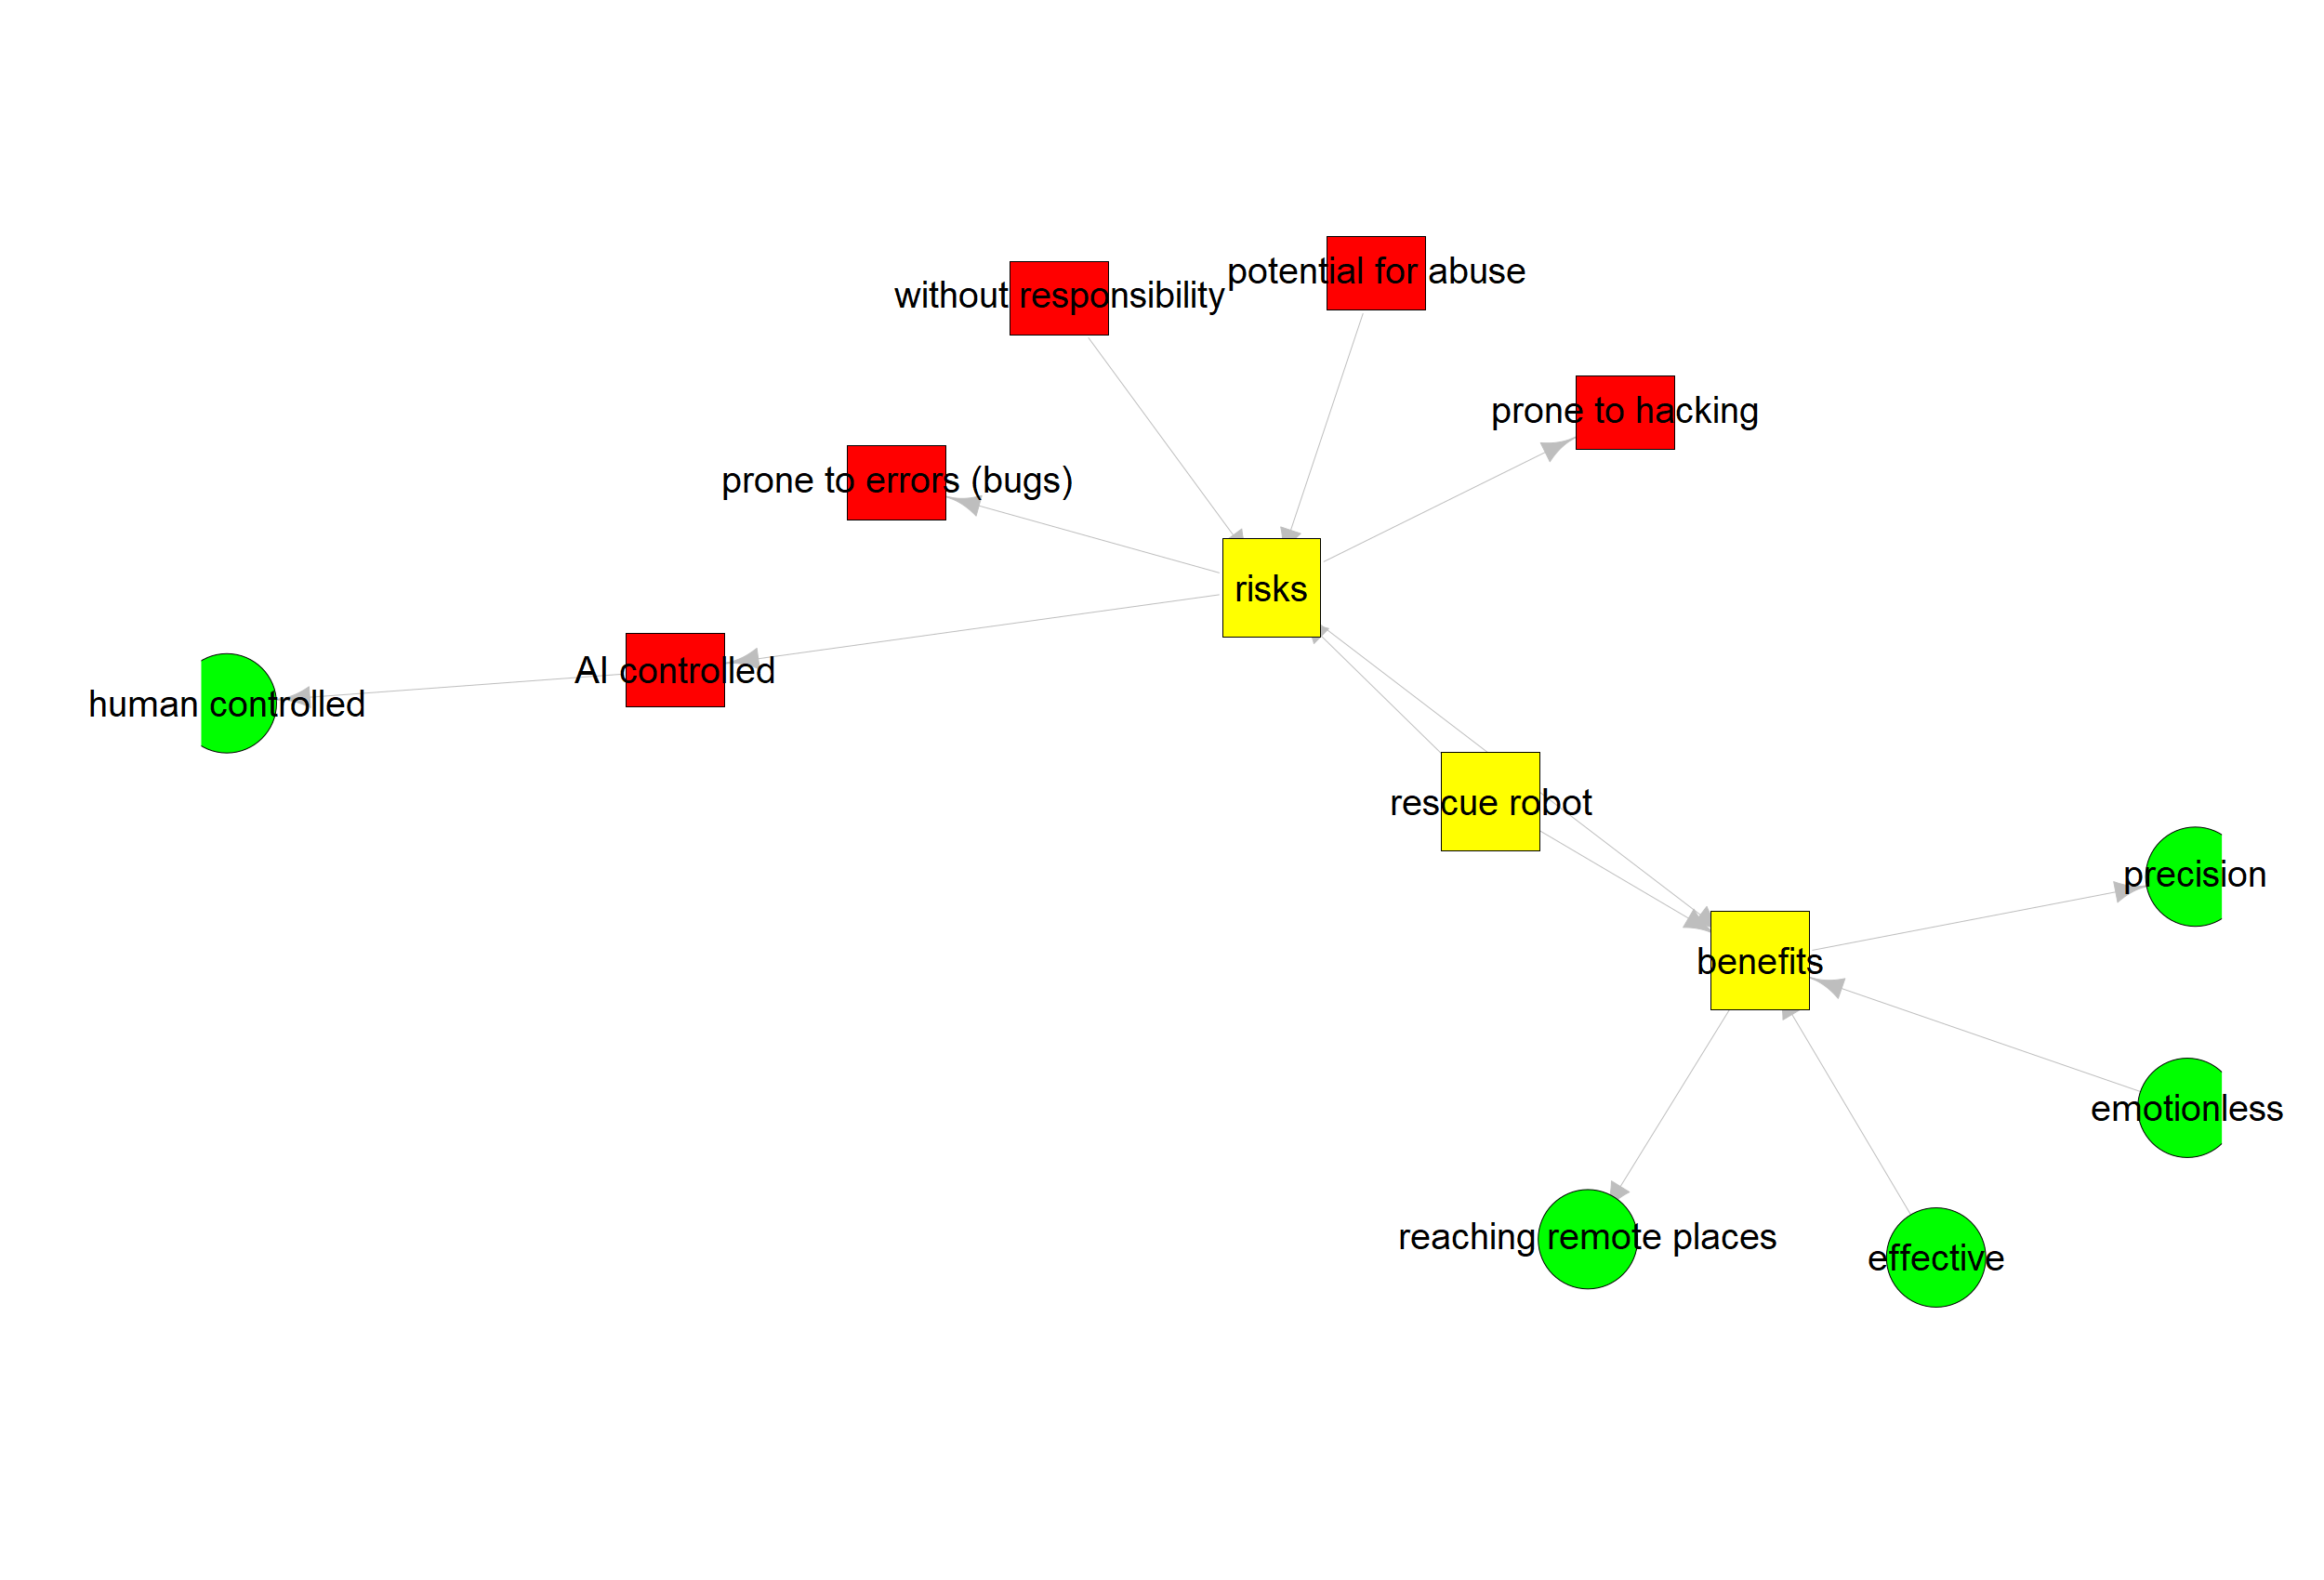 potential for abuse
without responsibility
prone to hacking
prone to errors (bugs)
risks
AI controlled
human controlled
rescue robot
precision
benefits
emotionless
reaching remote places
effective